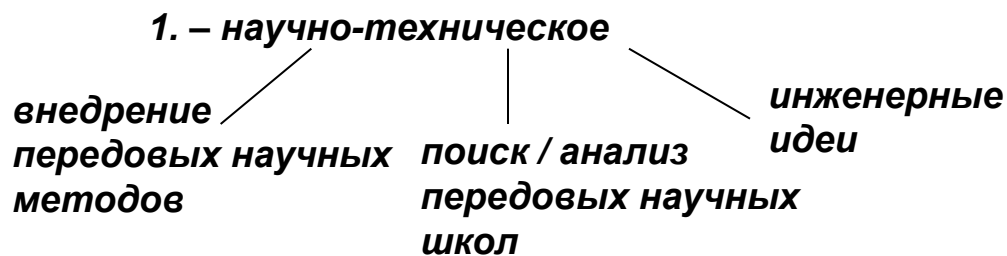 1. – научно-техническое
внедрение
передовых научных
методов
поиск / анализ
передовых научных
школ
инженерные
идеи